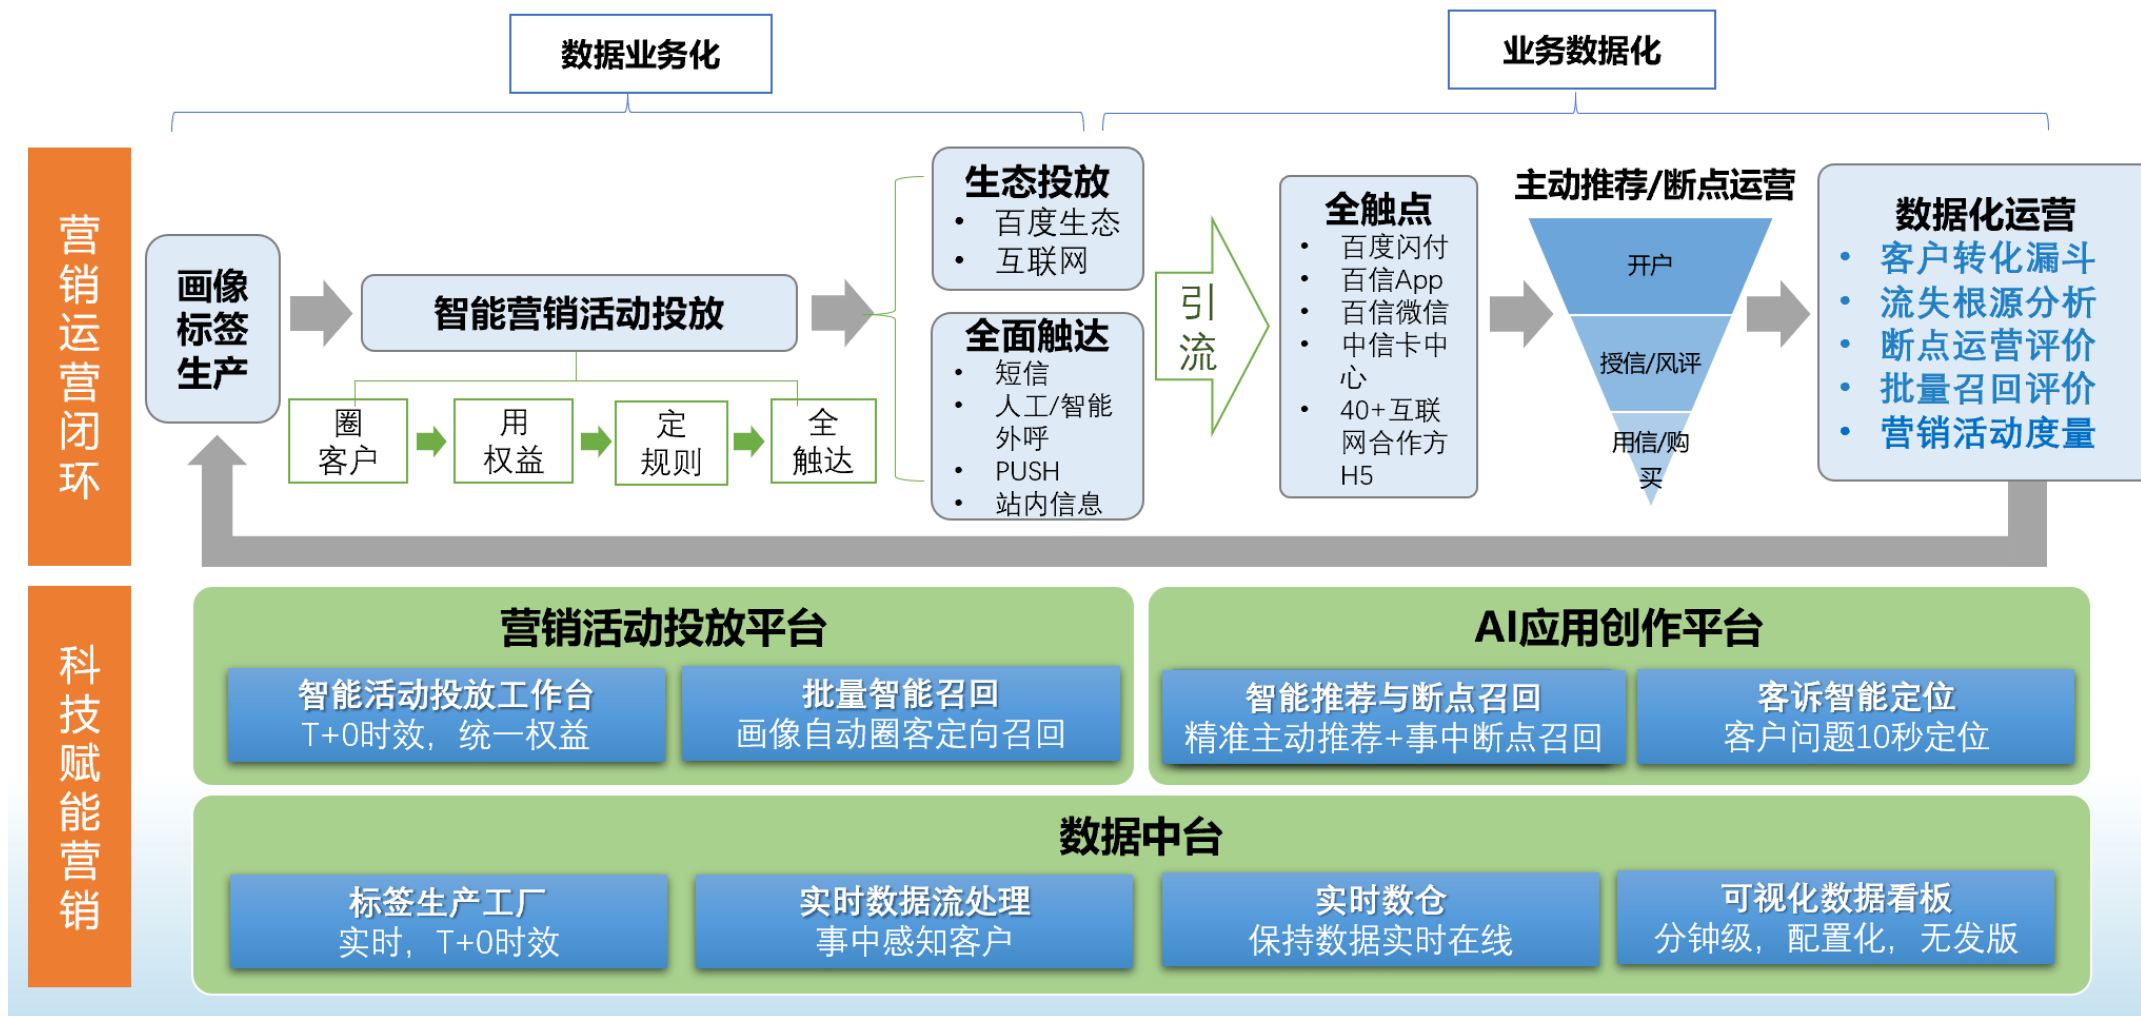 数据业务化
业务数据化
营销运营闭环
画像
标签
生产
智能营销活动投放
圈
客户
用
权益
定
规则
全
触达
生态投放
• 百度生态
• 互联网
全面触达
• 短信
• 人工/智能
外呼
• PUSH
• 站内信息
引流
全触点
• 百度闪付
• 百信App
• 百信微信
• 中信卡中
心
• 40+互联
网合作方
H5
主动推荐/断点运营
开户
授信/风评
用信/购
买
数据化运营
• 客户转化漏斗
• 流失根源分析
• 断点运营评价
• 批量召回评价
• 营销活动度量
科技赋能营销
营销活动投放平台
智能活动投放工作台
T+0时效，统一权益
批量智能召回
画像自动圈客定向召回
AI应用创作平台
智能推荐与断点召回
精准主动推荐+事中断点召回
客诉智能定位
客户问题10秒定位
数据中台
标签生产工厂
实时，T+0时效
实时数据流处理
事中感知客户
实时数仓
保持数据实时在线
可视化数据看板
分钟级，配置化，无发版